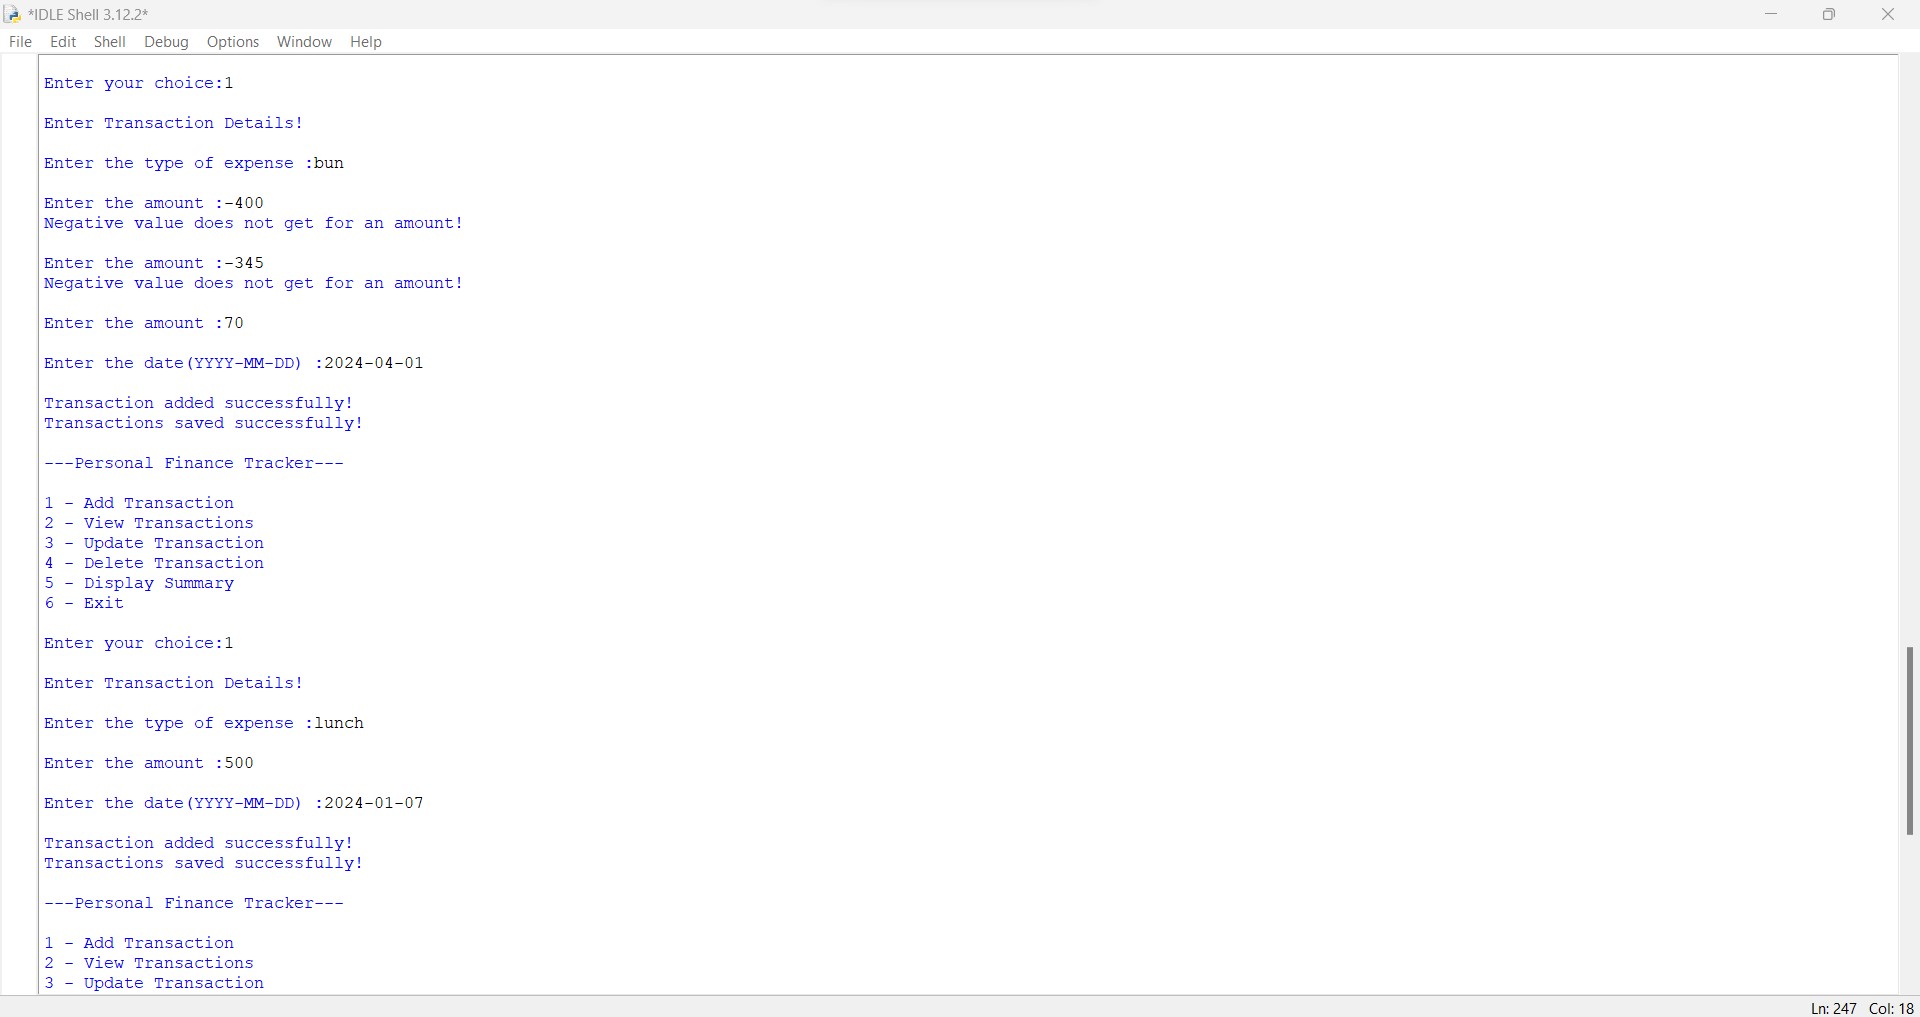 *IDLE Shell 3.12.2*
File Edit Shell Debug Options Window Help
Enter your choice:1
Enter Transaction Details!
Enter the type of expense :bun
Enter the amount :-400
Negative value does not get for an amount!
Enter the amount :-345
Negative value does not get for an amount!
Enter the amount :70
Enter the date(YYYY-MM-DD) :2024-04-01
Transaction added successfully!
Transactions saved successfully!
---Personal Finance Tracker---
1 - Add Transaction
2 - View Transactions
3 - Update Transaction
4 - Delete Transaction
5 - Display Summary
6 - Exit
Enter your choice:1
Enter Transaction Details!
Enter the type of expense :lunch
Enter the amount :500
Enter the date(YYYY-MM-DD) :2024-01-07
Transaction added successfully!
Transactions saved successfully!
---Personal Finance Tracker---
1 - Add Transaction
2 - View Transactions
3 - Update Transaction
Ln: 247 Col: 18